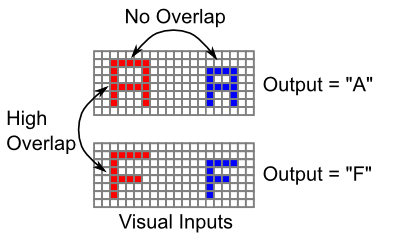 No Overlap
Output = "A"
High
Overlap
Output = "F"
Visual Inputs